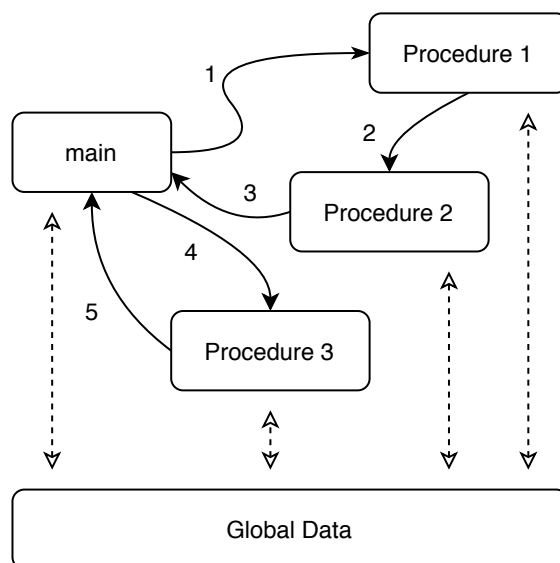 Procedure 1
1
2
main
3
Procedure 2
4
5
Procedure 3
Global Data